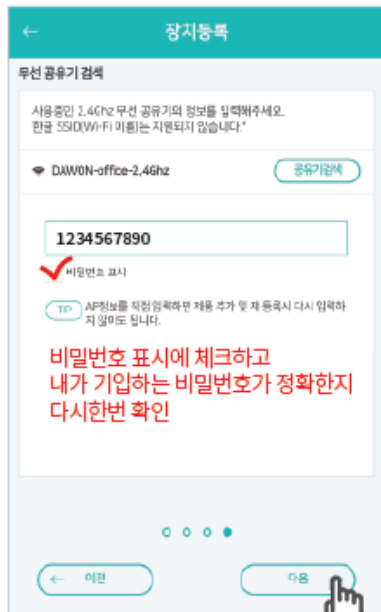 장치등록
무선 공유기 검색
사용중인 2.4Ghz 무선 공유기의 정보를 입력해주세요.
한글 SSID(Wi-Fi 이름)는 지원되지 않습니다."
DAWON-office-2.4Ghz
공유기검색
1234567890
비밀번호 표시
TIP
AP정보를 직접 입력하면 제품 추가 및 재 등록시 다시 입력하
지 않아도 됩니다.
비밀번호 표시에 체크하고
내가 기입하는 비밀번호가 정확한지
다시한번 확인
← 이전
다음